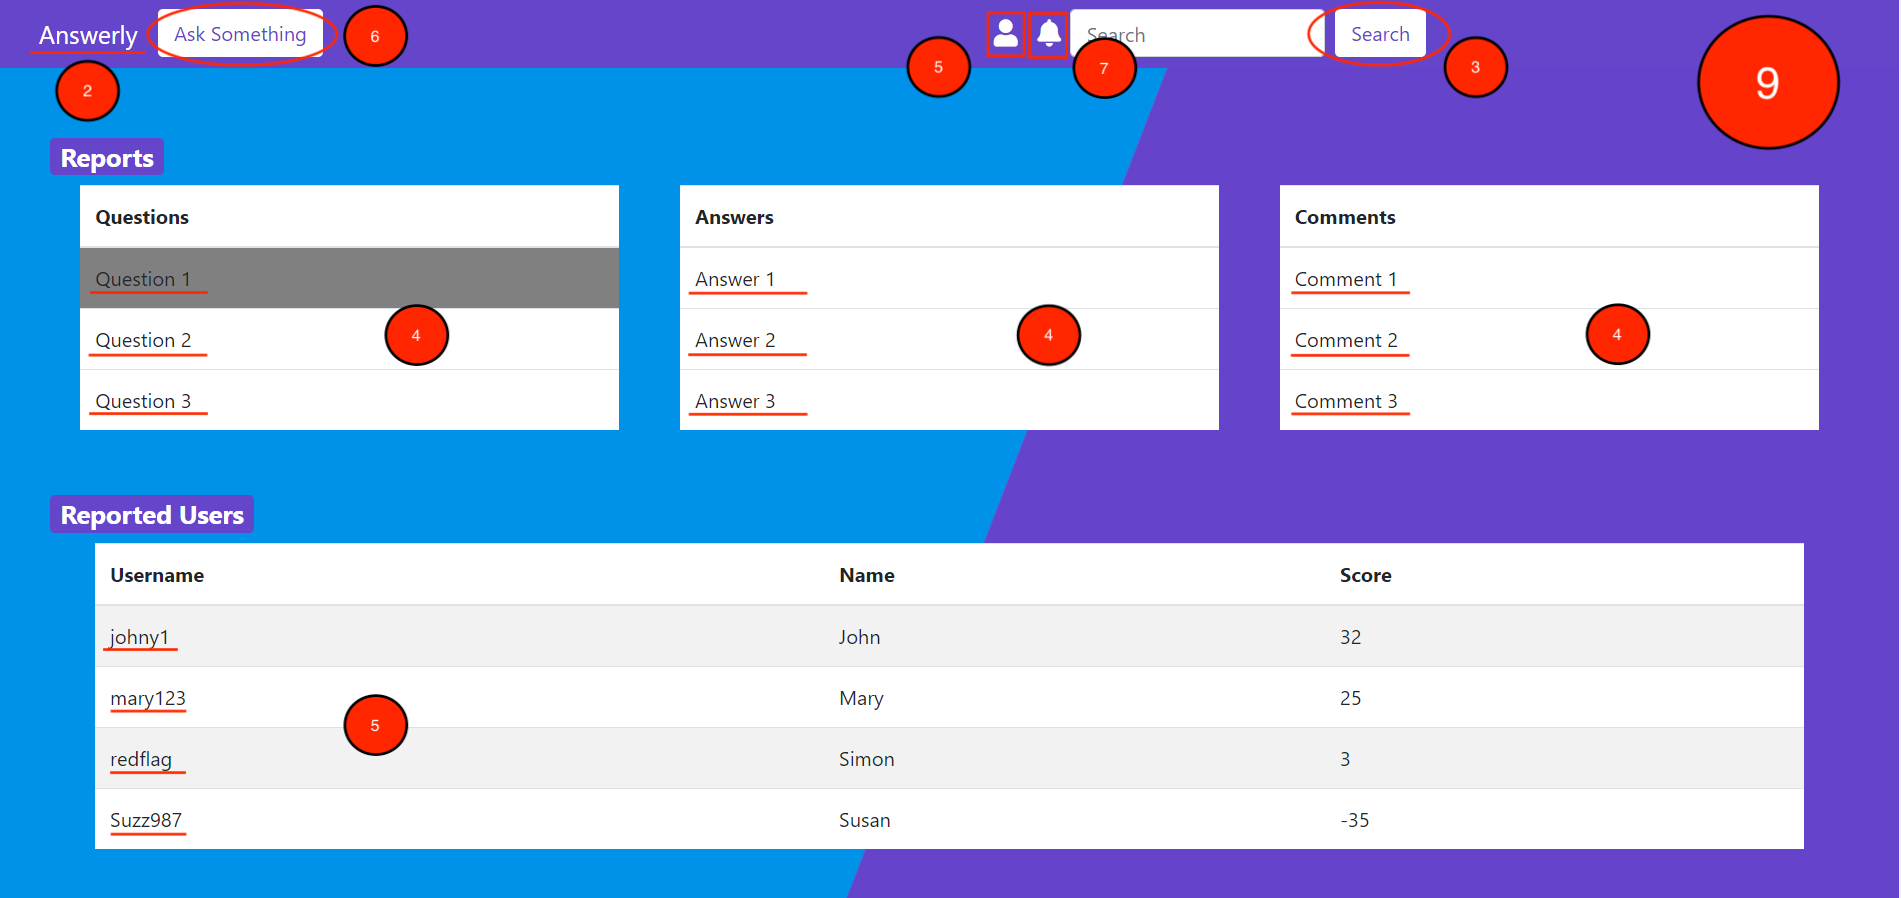 Answerly Ask Something 6 5 7 Search Search 3 9
2
Reports
Questions Answers Comments
Question 1 Answer 1 Comment 1
Question 2 4 Answer 2 4 Comment 2 4
Question 3 Answer 3 Comment 3
Reported Users
Username Name Score
johny1 John 32
mary123 Mary 25
5
redflag Simon 3
Suzz987 Susan -35